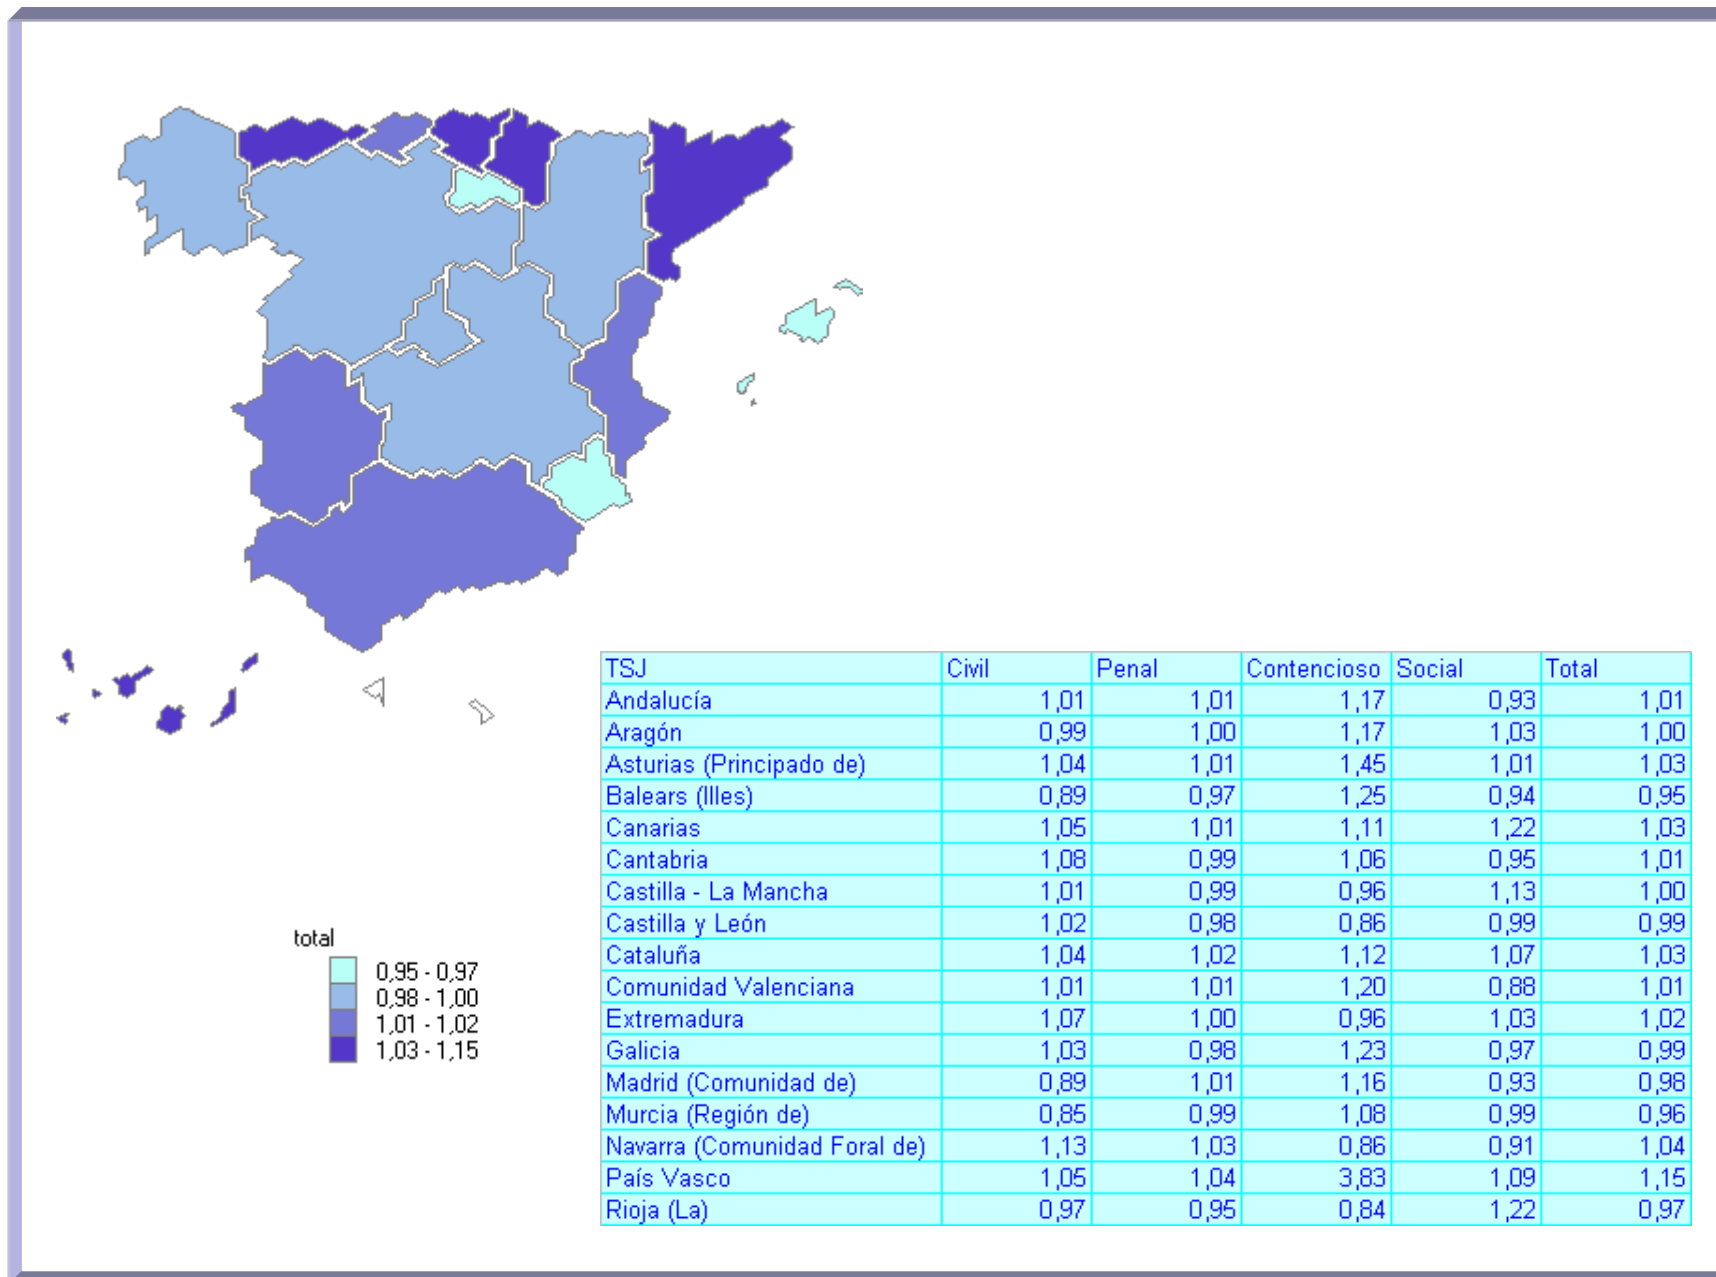 TSJ Civil Penal Contencioso Social Total
Andalucía 1,01 1,01 1,17 0,93 1,01
Aragón 0,99 1,00 1,17 1,03 1,00
Asturias (Principado de) 1,04 1,01 1,45 1,01 1,03
Balears (Illes) 0,89 0,97 1,25 0,94 0,95
Canarias 1,05 1,01 1,11 1,22 1,03
Cantabria 1,08 0,99 1,06 0,95 1,01
Castilla - La Mancha 1,01 0,99 0,96 1,13 1,00
Castilla y León 1,02 0,98 0,86 0,99 0,99
Cataluña 1,04 1,02 1,12 1,07 1,03
Comunidad Valenciana 1,01 1,01 1,20 0,88 1,01
Extremadura 1,07 1,00 0,96 1,03 1,02
Galicia 1,03 0,98 1,23 0,97 0,99
Madrid (Comunidad de) 0,89 1,01 1,16 0,93 0,98
Murcia (Región de) 0,85 0,99 1,08 0,99 0,96
Navarra (Comunidad Foral de) 1,13 1,03 0,86 0,91 1,04
País Vasco 1,05 1,04 3,83 1,09 1,15
Rioja (La) 0,97 0,95 0,84 1,22 0,97
total
0,95 - 0,97
0,98 - 1,00
1,01 - 1,02
1,03 - 1,15